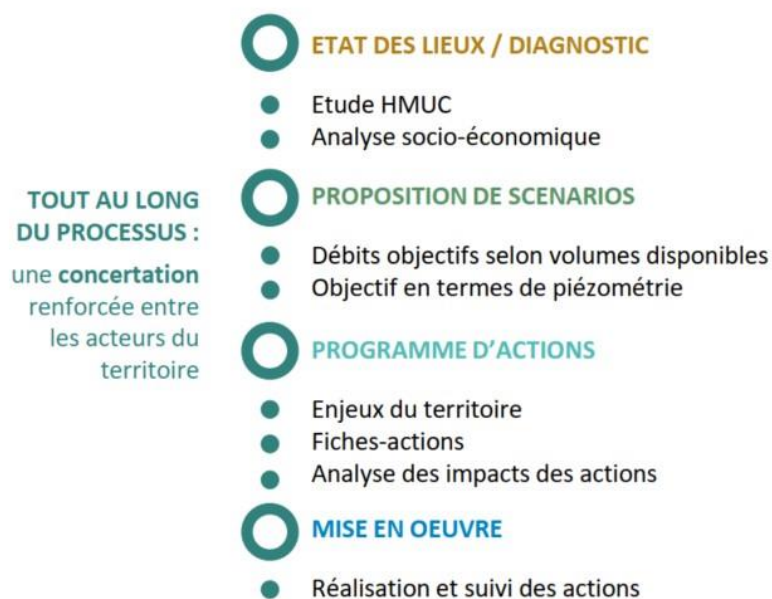 ETAT DES LIEUX / DIAGNOSTIC
Etude HMUC
Analyse socio-économique
TOUT AU LONG
DU PROCESSUS :
une concertation
renforcée entre
les acteurs du
territoire
PROPOSITION DE SCENARIOS
Débits objectifs selon volumes disponibles
Objectif en termes de piézométrie
PROGRAMME D'ACTIONS
Enjeux du territoire
Fiches-actions
Analyse des impacts des actions
MISE EN OEUVRE
Réalisation et suivi des actions